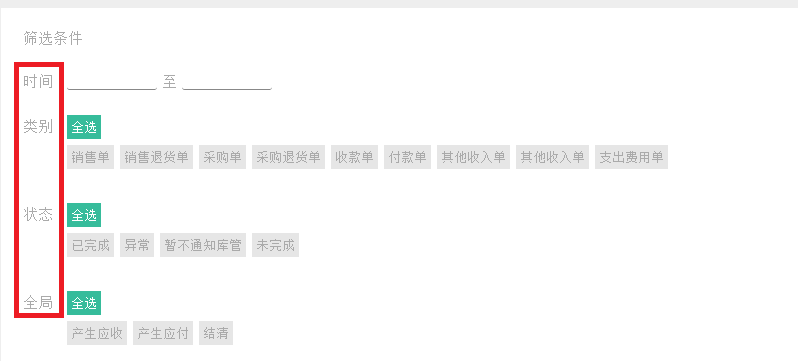 筛选条件
时间 至
类别 全选
销售单 销售退货单 采购单 采购退货单 收款单 付款单 其他收入单 其他收入单 支出费用单
状态 全选
已完成 异常 暂不通知库管 未完成
全局 全选
产生应收 产生应付 结清